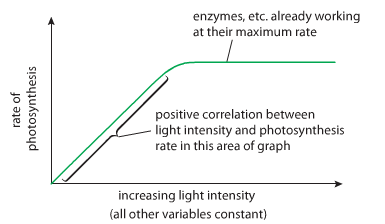 enzymes, etc. already working
at their maximum rate
rate of
photosynthesis
positive correlation between
light intensity and photosynthesis
rate in this area of graph
increasing light intensity
(all other variables constant)